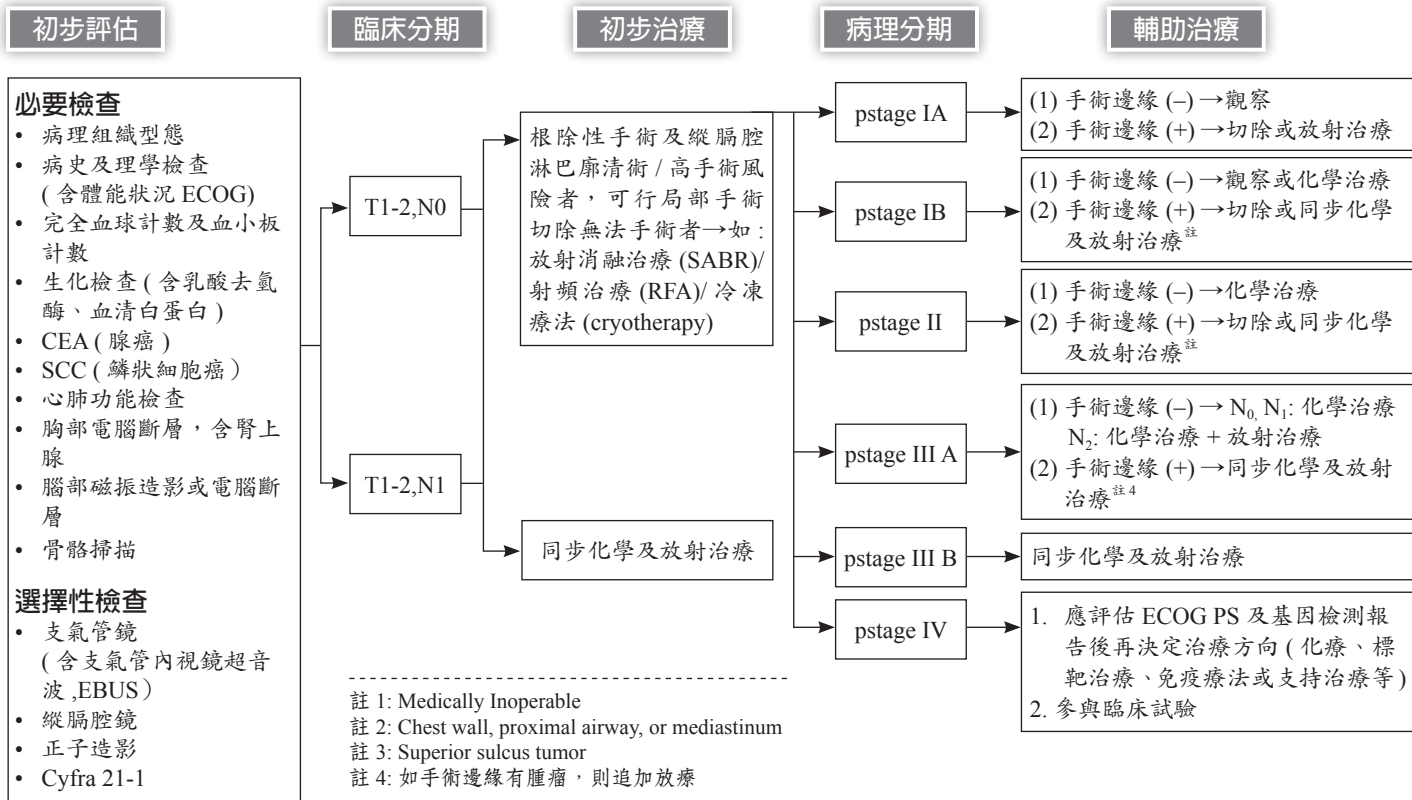 初步評估
臨床分期
初步治療
病理分期
輔助治療
必要檢查
• 病理組織型態
• 病史及理學檢查
( 含體能狀況 ECOG)
• 完全血球計數及血小板
計數
• 生化檢查 ( 含乳酸去氫
酶、血清白蛋白 )
• CEA ( 腺癌 )
• SCC ( 鱗狀細胞癌）
• 心肺功能檢查
• 胸部電腦斷層，含腎上
腺
• 腦部磁振造影或電腦斷
層
• 骨骼掃描
選擇性檢查
• 支氣管鏡
( 含支氣管內視鏡超音
波 ,EBUS）
• 縱膈腔鏡
• 正子造影
• Cyfra 21-1
T1-2,N0
T1-2,N1
根除性手術及縱膈腔
淋巴廓清術 / 高手術風
險者，可行局部手術
切除無法手術者→如 :
放射消融治療 (SABR)/
射頻治療 (RFA)/ 冷凍
療法 (cryotherapy)
同步化學及放射治療
pstage IA
pstage IB
pstage II
pstage III A
pstage III B
pstage IV
(1) 手術邊緣 (–) →觀察
(2) 手術邊緣 (+) →切除或放射治療
(1) 手術邊緣 (–) →觀察或化學治療
(2) 手術邊緣 (+) →切除或同步化學
及放射治療註
(1) 手術邊緣 (–) →化學治療
(2) 手術邊緣 (+) →切除或同步化學
及放射治療註
(1) 手術邊緣 (–) → N0, N1: 化學治療
N2: 化學治療 + 放射治療
(2) 手術邊緣 (+) →同步化學及放射
治療註 4
同步化學及放射治療
1. 應評估 ECOG PS 及基因檢測報
告後再決定治療方向 ( 化療、標
靶治療、免疫療法或支持治療等 )
2. 參與臨床試驗
註 1: Medically Inoperable
註 2: Chest wall, proximal airway, or mediastinum
註 3: Superior sulcus tumor
註 4: 如手術邊緣有腫瘤，則追加放療